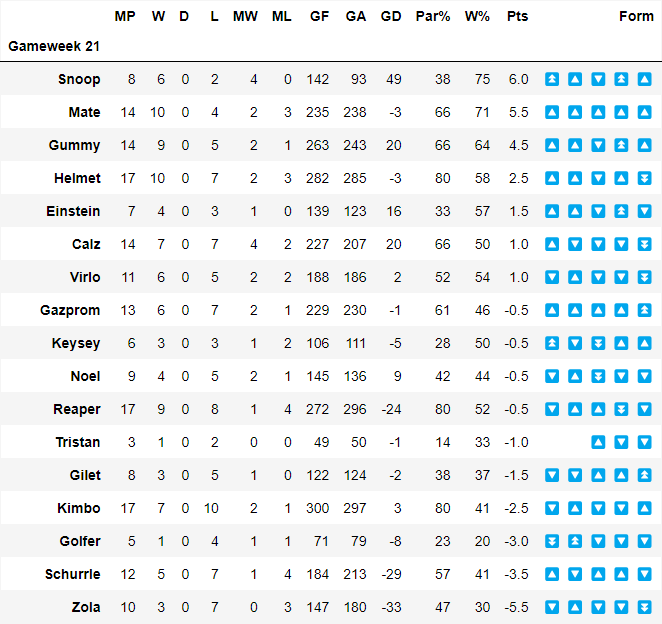 MP W D L MW ML GF GA GD Par% W% Pts Form
Gameweek 21
Snoop 8 6 0 2 4 0 142 93 49 38 75 6.0 ⏫ 🔼 🔽 ⏫ 🔼
Mate 14 10 0 4 2 3 235 238 -3 66 71 5.5 🔼 🔼 🔼 🔼 🔼
Gummy 14 9 0 5 2 1 263 243 20 66 64 4.5 🔼 🔼 🔽 ⏫ 🔼
Helmet 17 10 0 7 2 3 282 285 -3 80 58 2.5 🔼 🔼 🔽 🔼 ⏬
Einstein 7 4 0 3 1 0 139 123 16 33 57 1.5 🔼 🔼 🔽 ⏫ 🔽
Calz 14 7 0 7 4 2 227 207 20 66 50 1.0 🔼 🔽 🔽 🔽 ⏬
Virlo 11 6 0 5 2 2 188 186 2 52 54 1.0 🔽 🔼 🔽 🔽 ⏬
Gazprom 13 6 0 7 2 1 229 230 -1 61 46 -0.5 🔼 🔼 🔼 🔼 ⏫
Keysey 6 3 0 3 1 2 106 111 -5 28 50 -0.5 ⏫ 🔽 ⏬ 🔼 🔼
Noel 9 4 0 5 2 1 145 136 9 42 44 -0.5 🔽 🔼 ⏬ 🔽 🔽
Reaper 17 9 0 8 1 4 272 296 -24 80 52 -0.5 🔽 🔼 🔼 ⏬ 🔽
Tristan 3 1 0 2 0 0 49 50 -1 14 33 -1.0 🔼 🔽 🔽
Gilet 8 3 0 5 1 0 122 124 -2 38 37 -1.5 🔽 🔽 🔼 🔼 ⏫
Kimbo 17 7 0 10 2 1 300 297 3 80 41 -2.5 🔽 🔼 🔽 🔽 🔼
Golfer 5 1 0 4 1 1 71 79 -8 23 20 -3.0 ⏬ ⏫ 🔽 🔽 🔽
Schurrle 12 5 0 7 1 4 184 213 -29 57 41 -3.5 🔼 🔽 🔼 🔼 🔽
Zola 10 3 0 7 0 3 147 180 -33 47 30 -5.5 🔽 🔼 🔽 🔽 ⏬